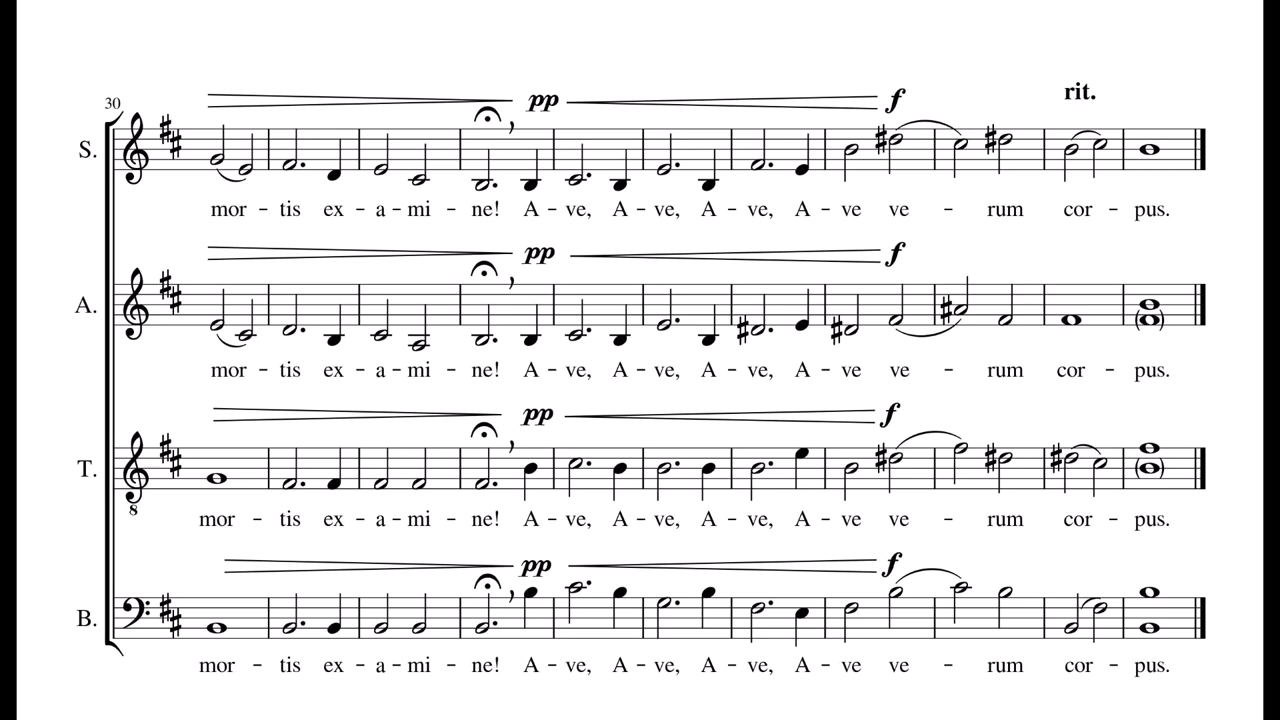 rit.
30
pp f
S.
mor - tis ex - a - mi - ne! A - ve, A - ve, A - ve, A - ve ve - rum cor - pus.
pp f
A.
mor - tis ex - a - mi - ne! A - ve, A - ve, A - ve, A - ve ve - rum cor - pus.
pp f
T.
8
mor - tis ex - a - mi - ne! A - ve, A - ve, A - ve, A - ve ve - rum cor - pus.
pp f
B.
mor - tis ex - a - mi - ne! A - ve, A - ve, A - ve, A - ve ve - rum cor - pus.